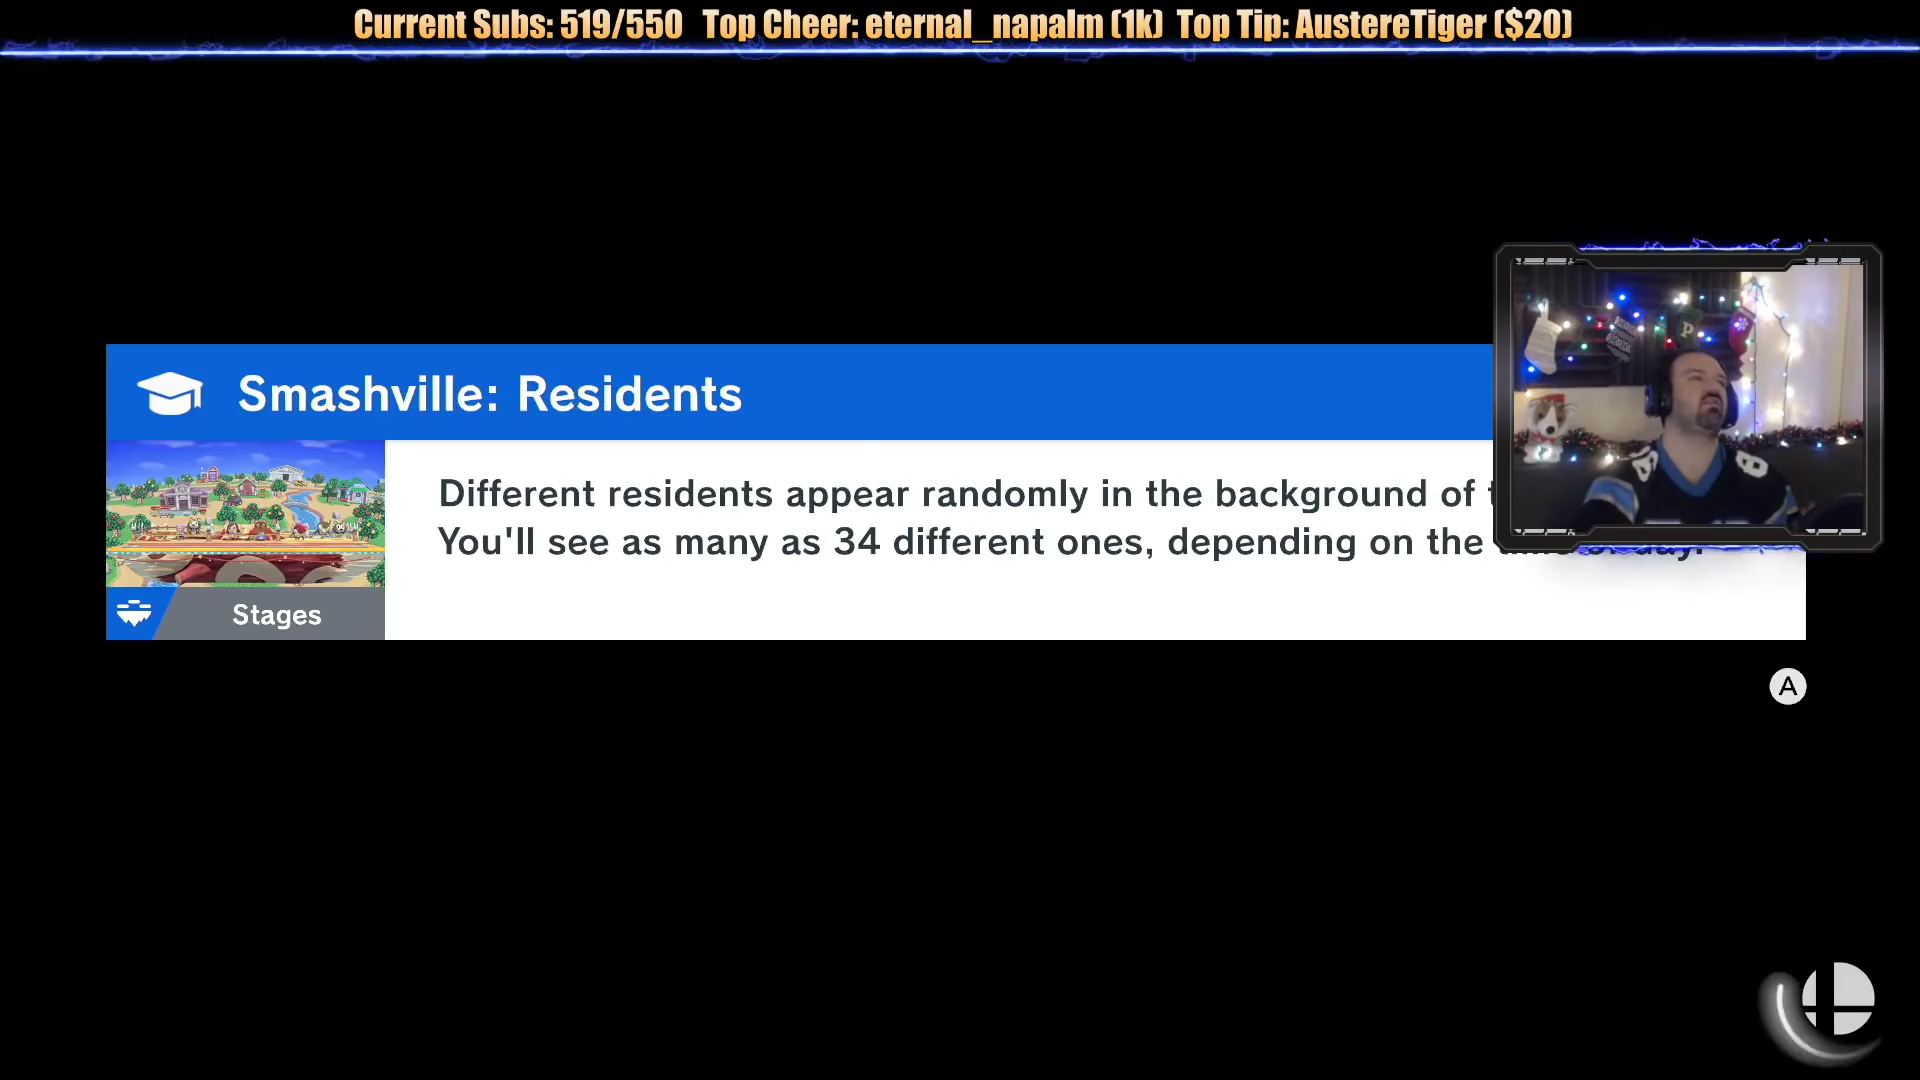 Current Subs: 519/550 Top Cheer: eternal_napalm (1k) Top Tip: AustereTiger ($20)
Smashville: Residents
Different residents appear randomly in the background of
You'll see as many as 34 different ones, depending on the
Stages
A